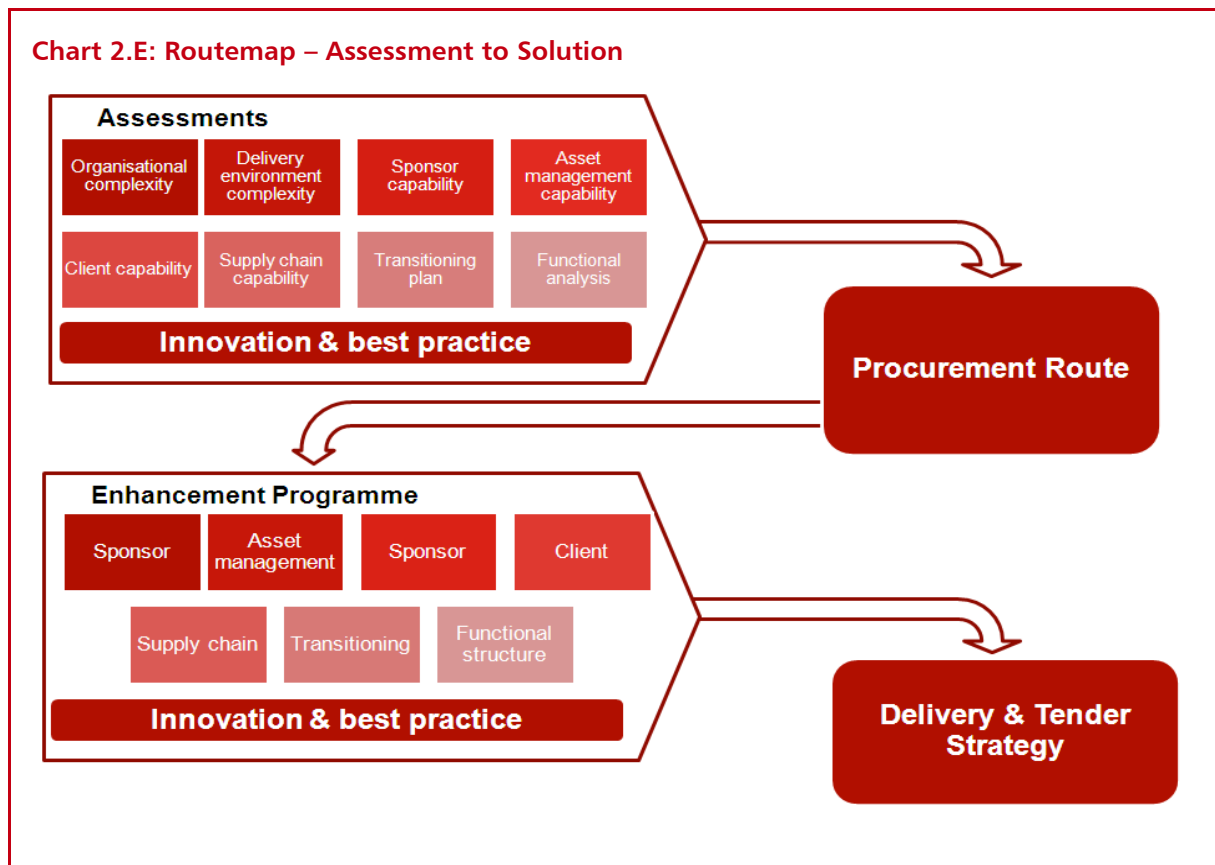 Chart 2.E: Routemap – Assessment to Solution
Assessments
Organisational
complexity
Delivery
environment
complexity
Sponsor
capability
Asset
management
capability
Client capability
Supply chain
capability
Transitioning
plan
Functional
analysis
Innovation & best practice
Procurement Route
Enhancement Programme
Sponsor
Asset
management
Sponsor
Client
Supply chain
Transitioning
Functional
structure
Innovation & best practice
Delivery & Tender
Strategy